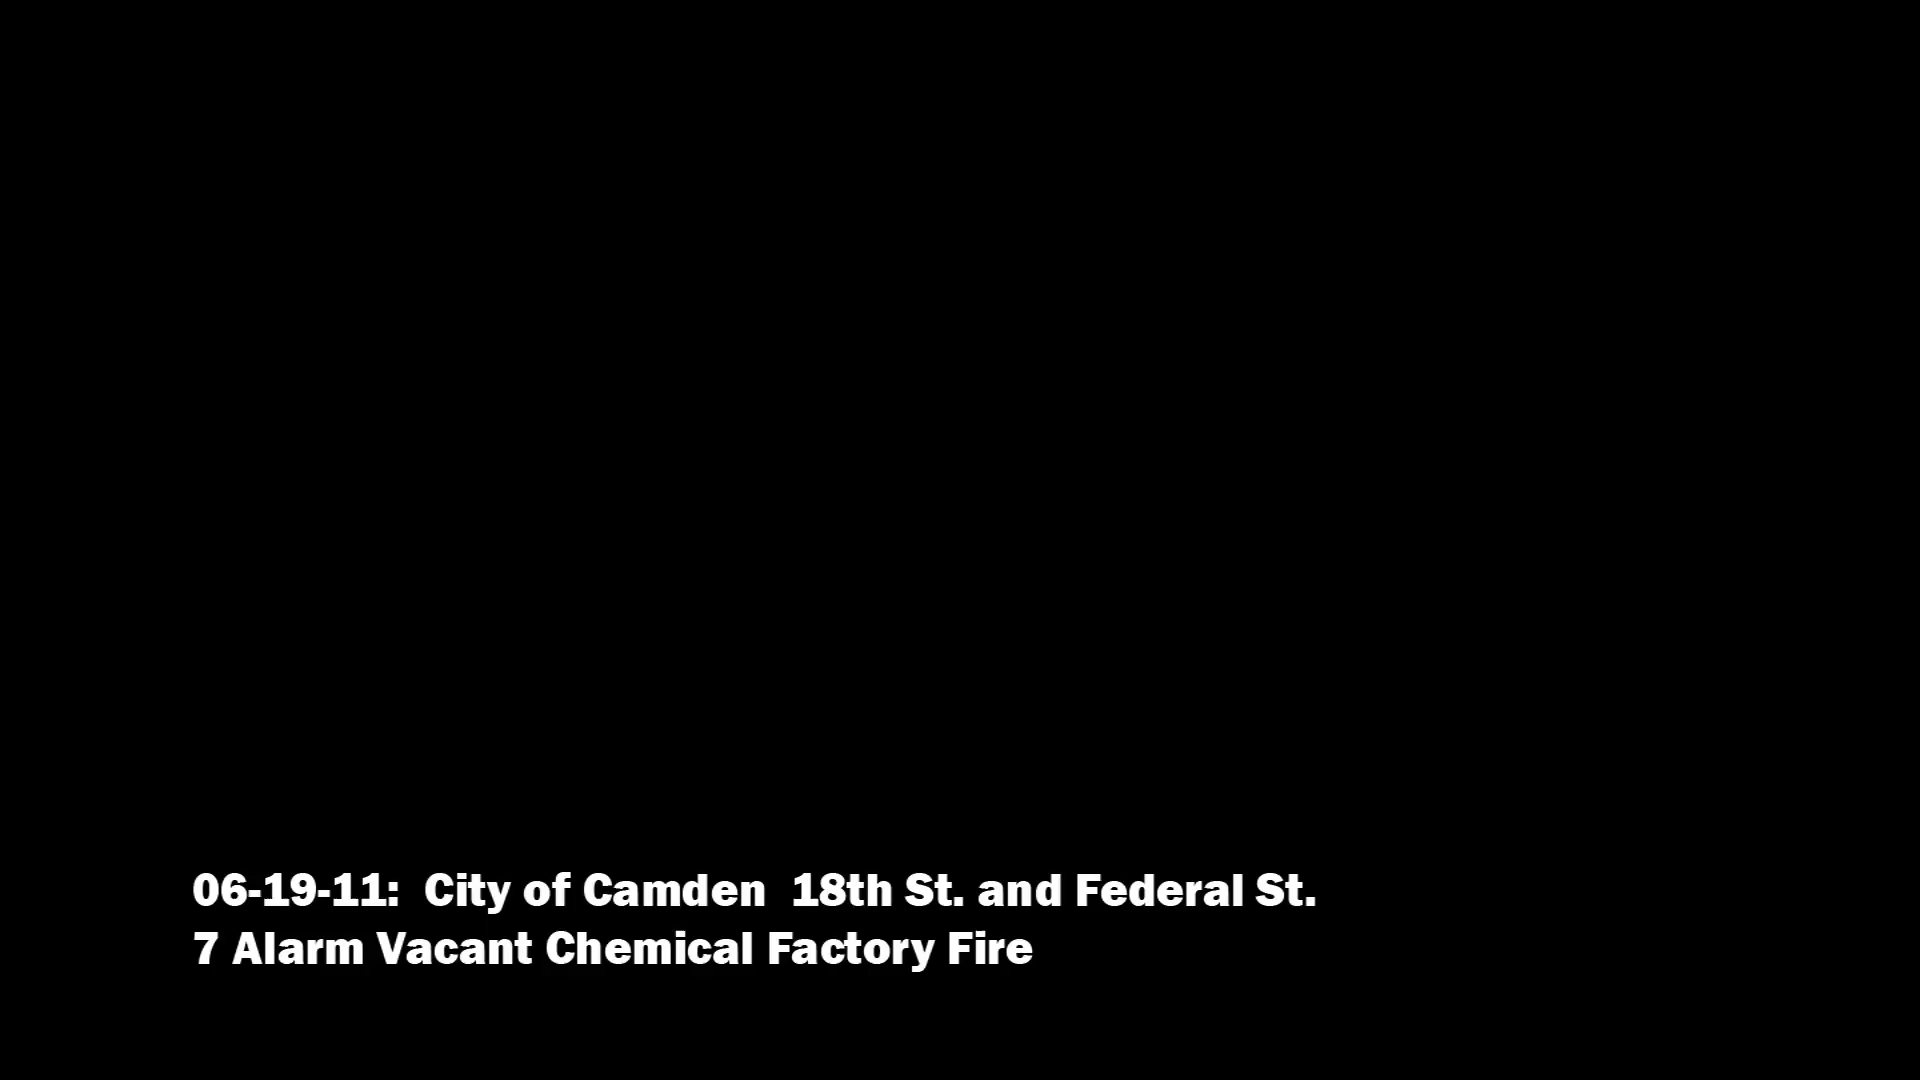 06-19-11:  City of Camden  18th St. and Federal St.
7 Alarm Vacant Chemical Factory Fire